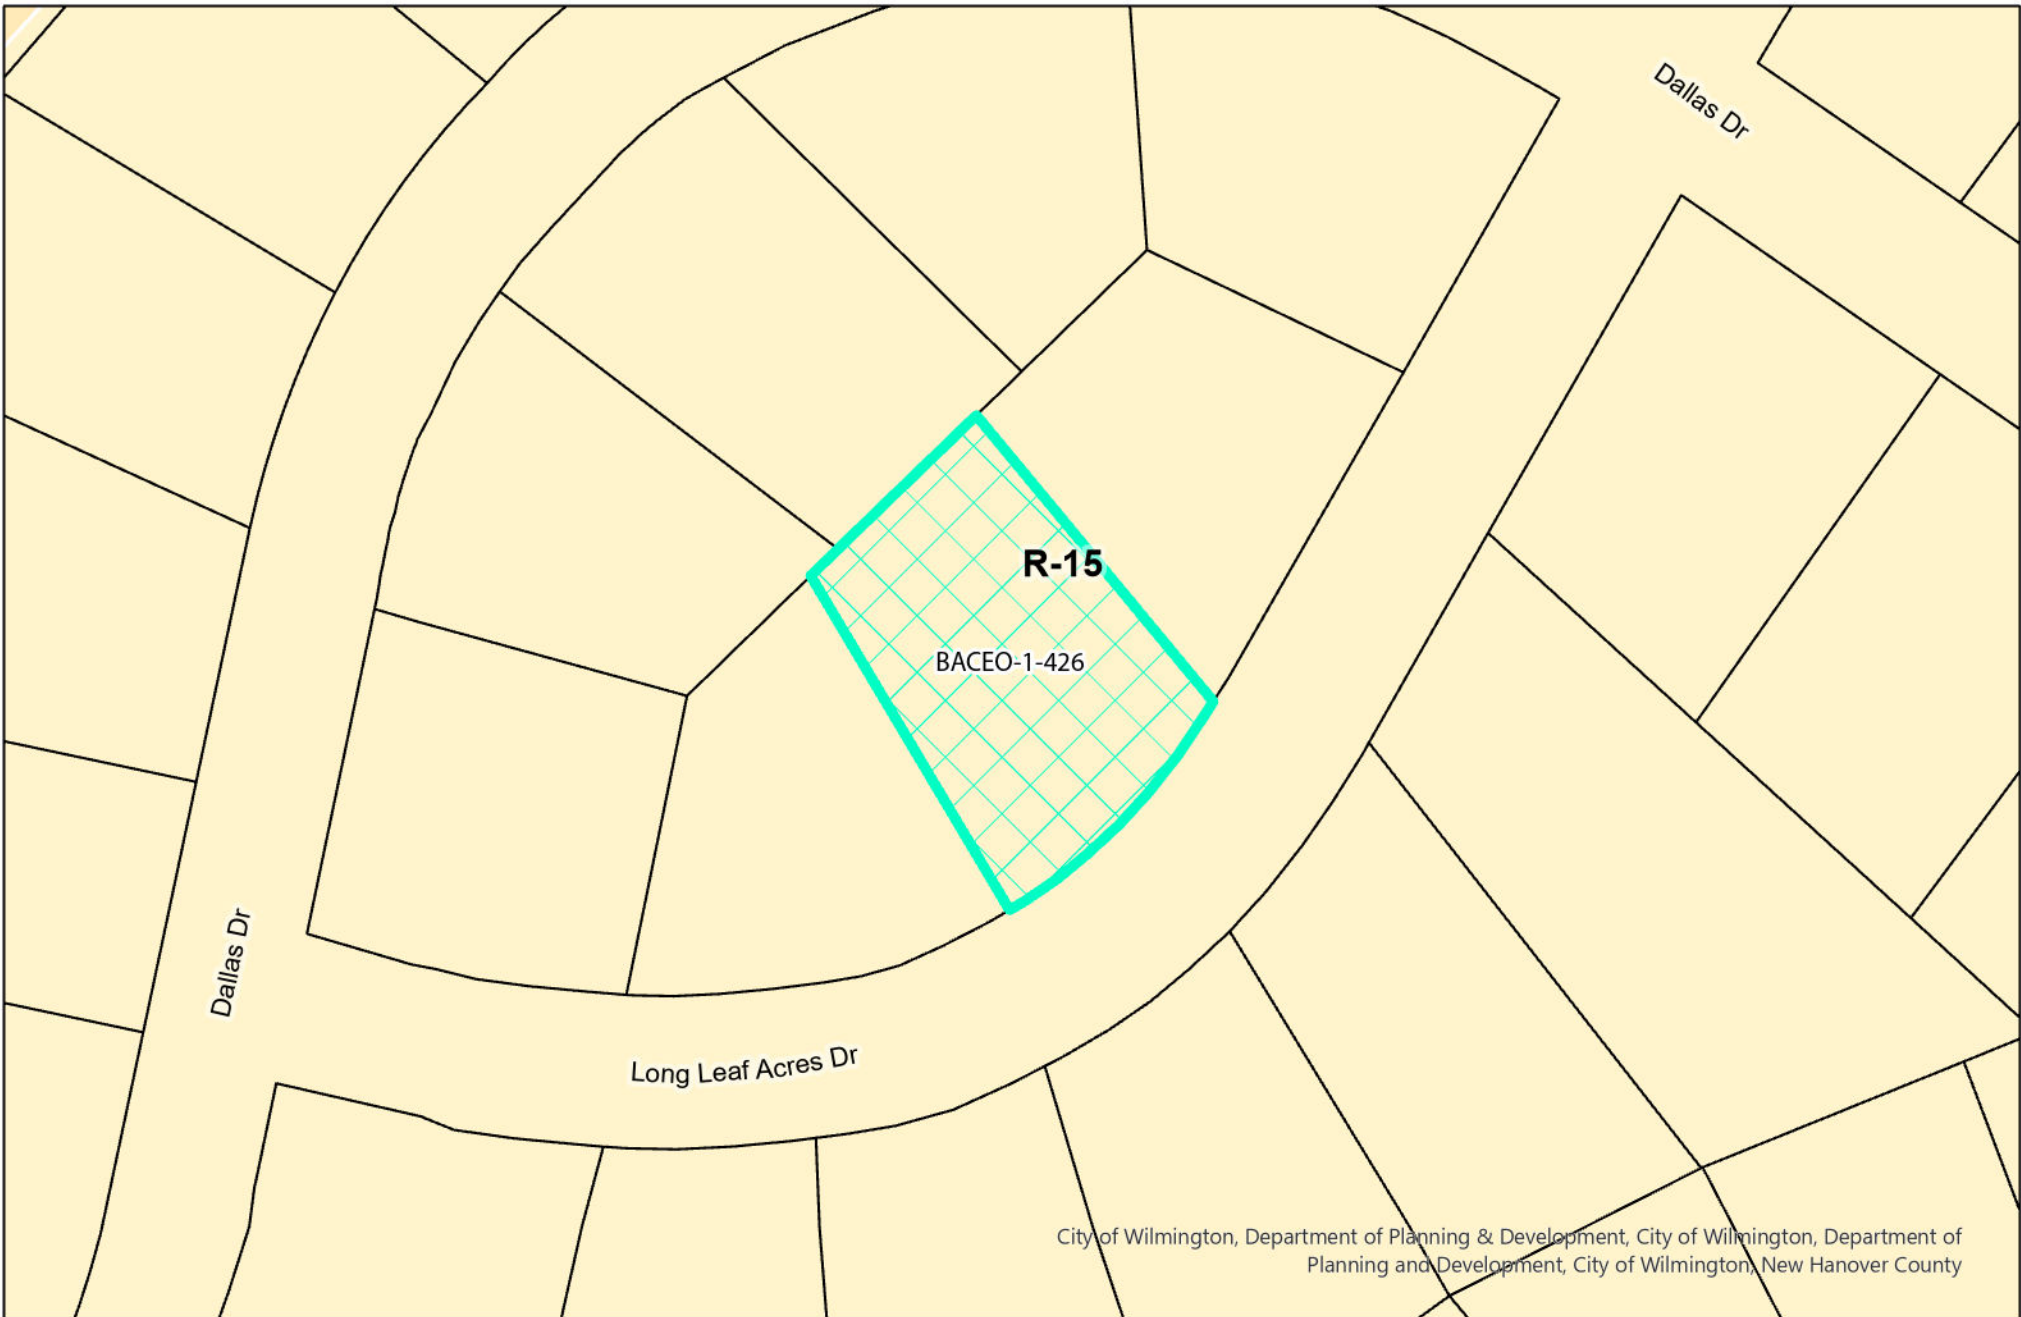 Dallas Dr
R-15
BACEO-1-426
Dallas Dr
Long Leaf Acres Dr
City of Wilmington, Department of Planning & Development, City of Wilmington, Department of
Planning and Development, City of Wilmington, New Hanover County